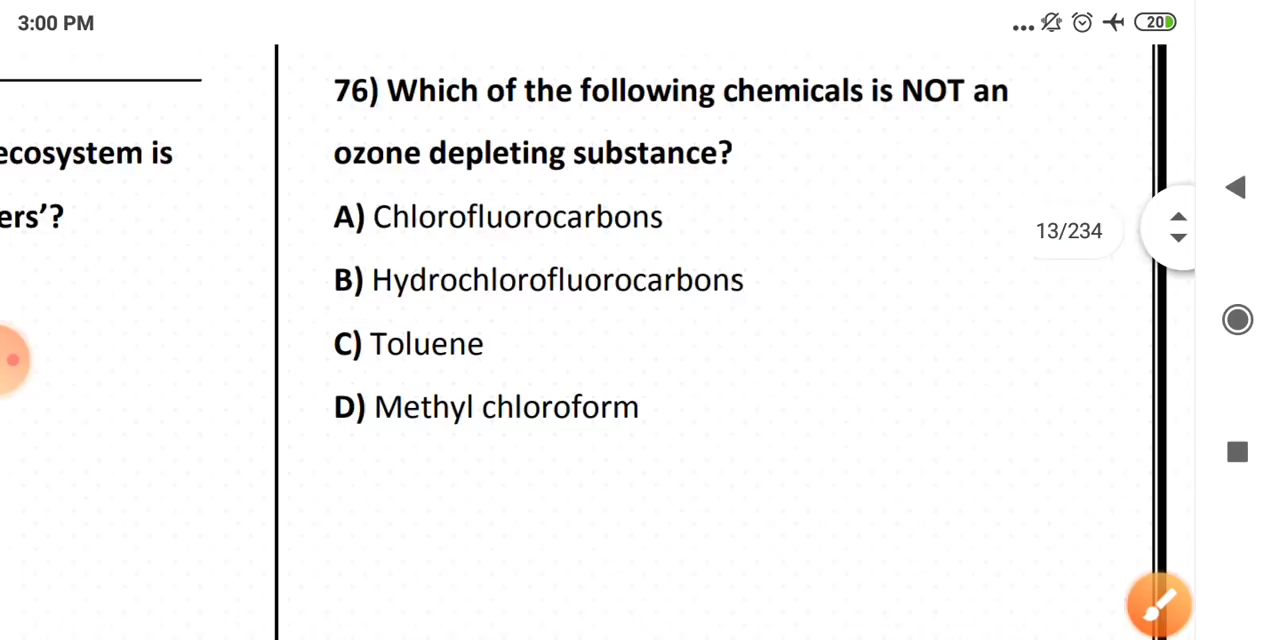 3:00 PM
20
76) Which of the following chemicals is NOT an
ecosystem is
ozone depleting substance?
ers’?
A) Chlorofluorocarbons
13/234
B) Hydrochlorofluorocarbons
C) Toluene
D) Methyl chloroform